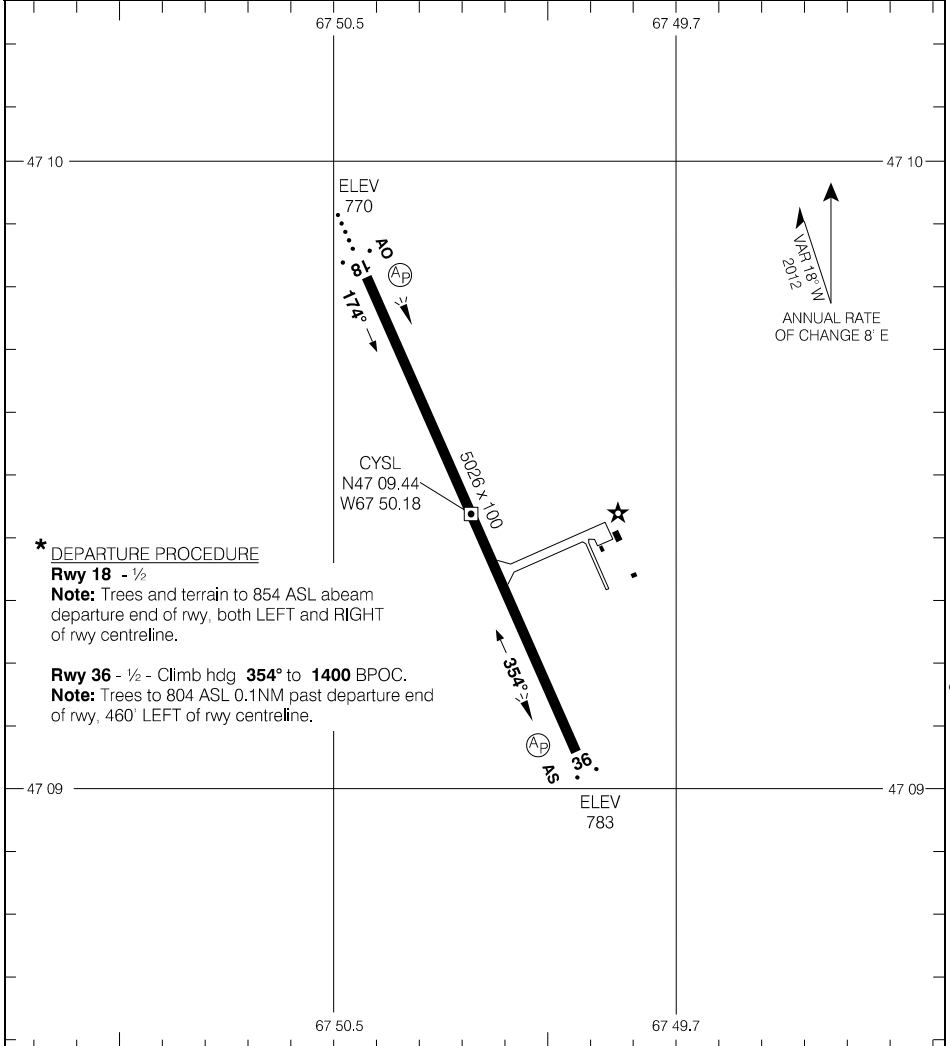 67 50.5
67 49.7
47 10
47 10
ELEV
770
AO
AP
18
174°
VAR 18° W
2012
ANNUAL RATE
OF CHANGE 8' E
CYSL
N47 09.44
W67 50.18
5026 x 100
* DEPARTURE PROCEDURE
Rwy 18 - ½
Note: Trees and terrain to 854 ASL abeam
departure end of rwy, both LEFT and RIGHT
of rwy centreline.
Rwy 36 - ½ - Climb hdg 354° to 1400 BPOC.
Note: Trees to 804 ASL 0.1NM past departure end
of rwy, 460' LEFT of rwy centreline.
354°
AP
AS
36
47 09
47 09
ELEV
783
67 50.5
67 49.7